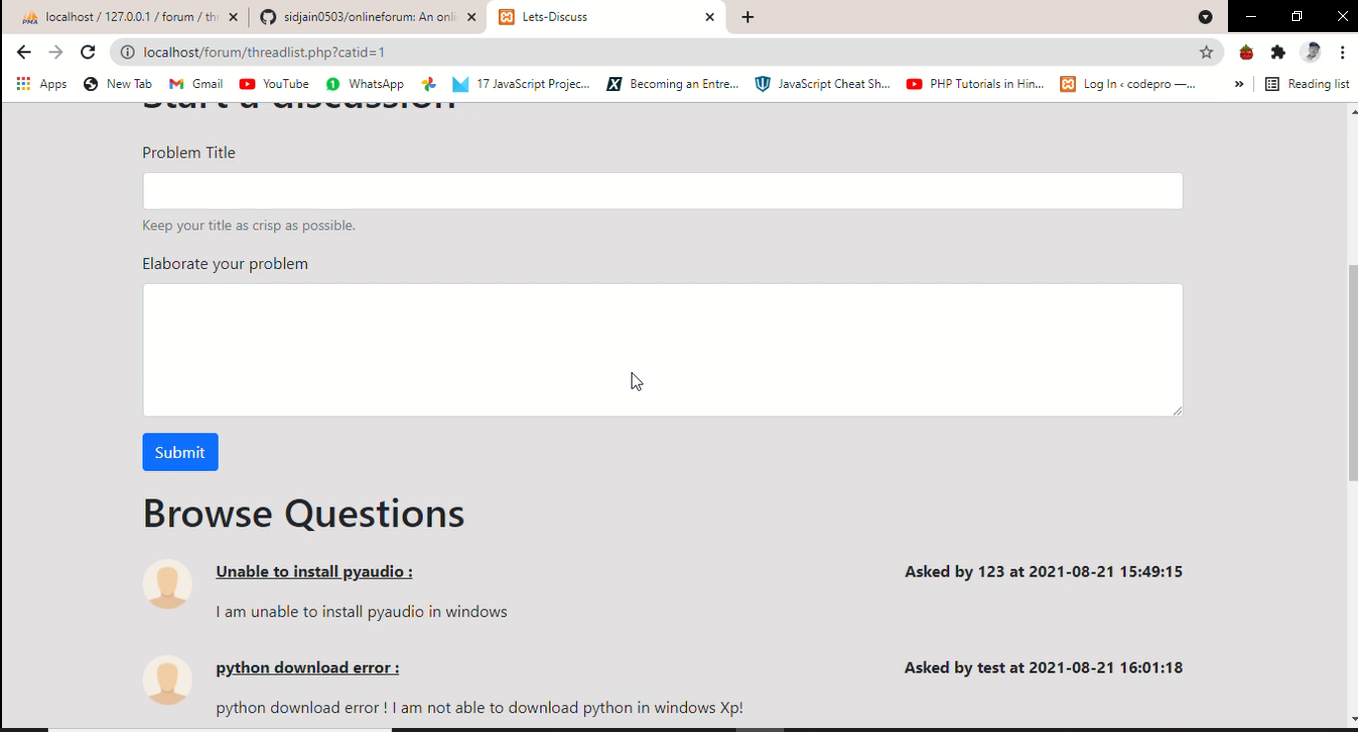 localhost / 127.0.0.1 / forum / thr
sidjain0503/onlineforum: An onli
Lets-Discuss
localhost/forum/threadlist.php?catid=1
Apps New Tab Gmail YouTube WhatsApp 17 JavaScript Projec... Becoming an Entre... JavaScript Cheat Sh... PHP Tutorials in Hin... Log In ‹ codepro —... » Reading list
Start a discussion
Problem Title
Keep your title as crisp as possible.
Elaborate your problem
Submit
Browse Questions
Unable to install pyaudio : Asked by 123 at 2021-08-21 15:49:15
I am unable to install pyaudio in windows
python download error : Asked by test at 2021-08-21 16:01:18
python download error ! I am not able to download python in windows Xp!